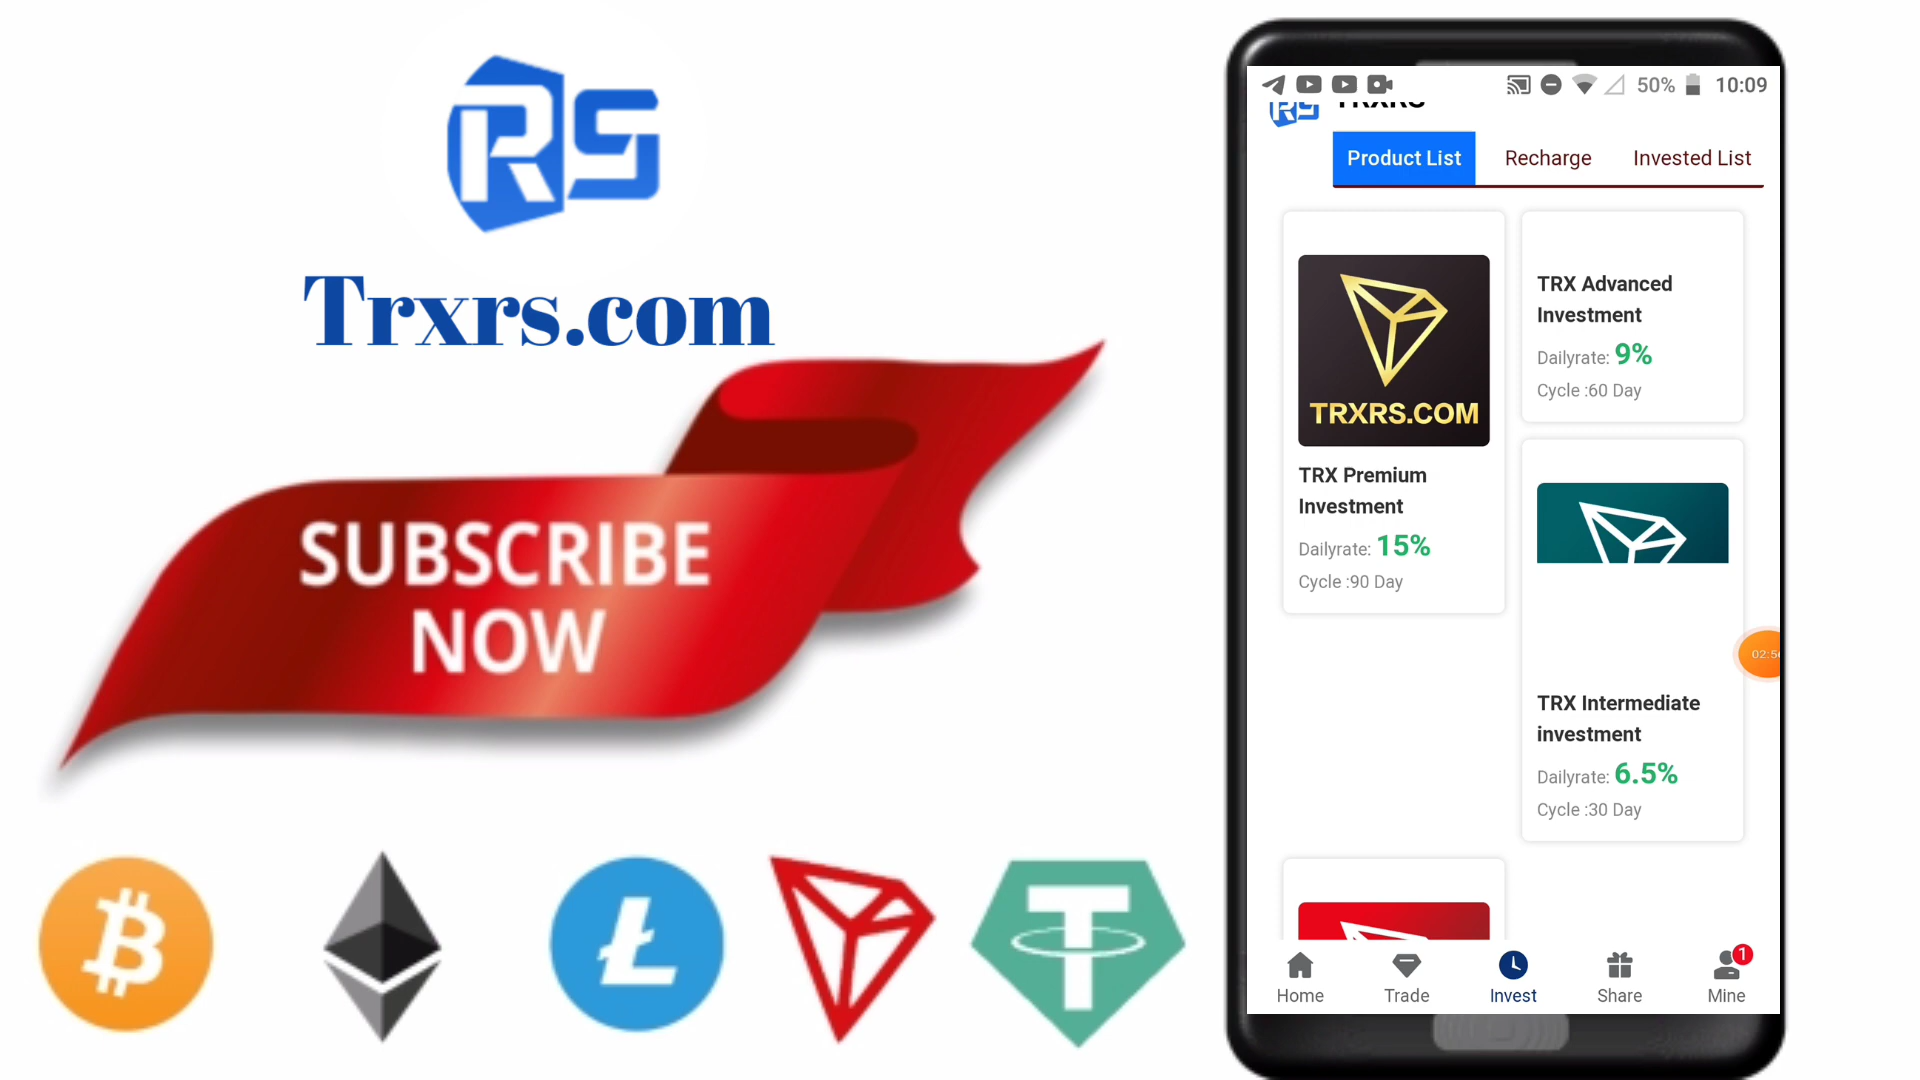 RS
Trxrs.com
SUBSCRIBE
NOW
50% 10:09
RS TRXRS
Product List Recharge Invested List
TRXRS.COM
TRX Premium
Investment
Dailyrate: 15%
Cycle :90 Day
TRX Advanced
Investment
Dailyrate: 9%
Cycle :60 Day
TRX Intermediate
investment
Dailyrate: 6.5%
Cycle :30 Day
Home Trade Invest Share Mine
1